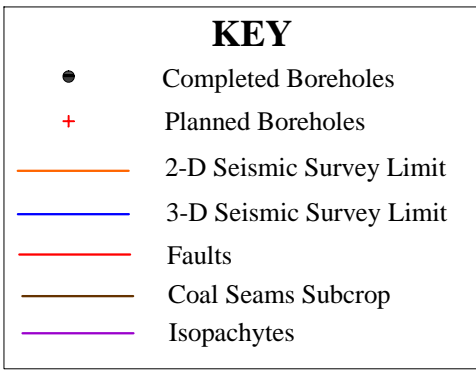 KEY
Completed Boreholes
Planned Boreholes
2-D Seismic Survey Limit
3-D Seismic Survey Limit
Faults
Coal Seams Subcrop
Isopachytes